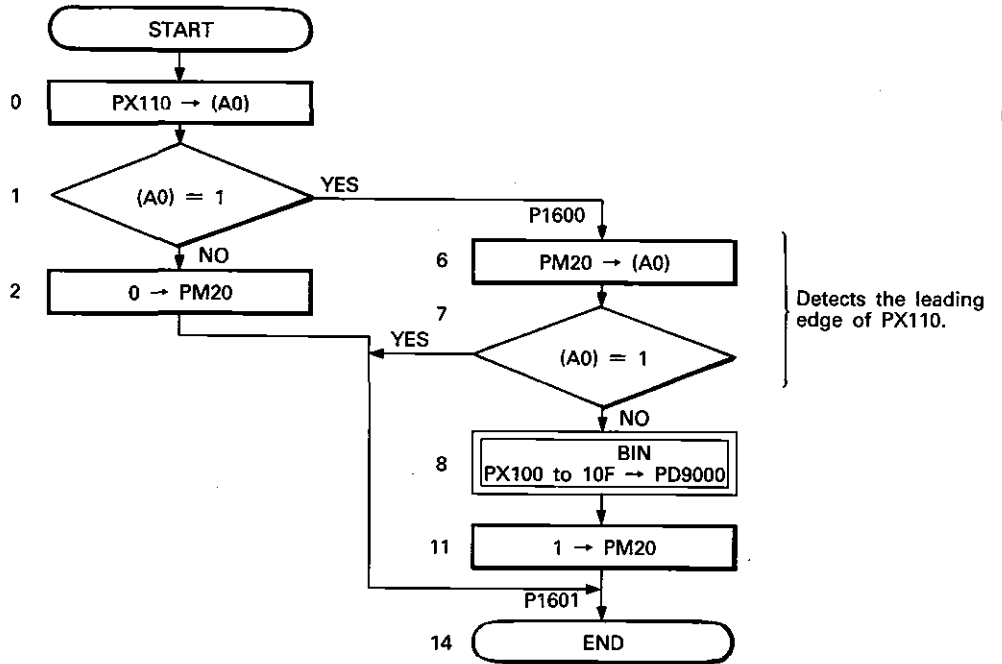 START
0
PX110 → (A0)
1
(A0) = 1
YES
P1600
NO
6
PM20 → (A0)
2
0 → PM20
7
Detects the leading
edge of PX110.
YES
(A0) = 1
NO
8
BIN
PX100 to 10F → PD9000
11
1 → PM20
P1601
14
END